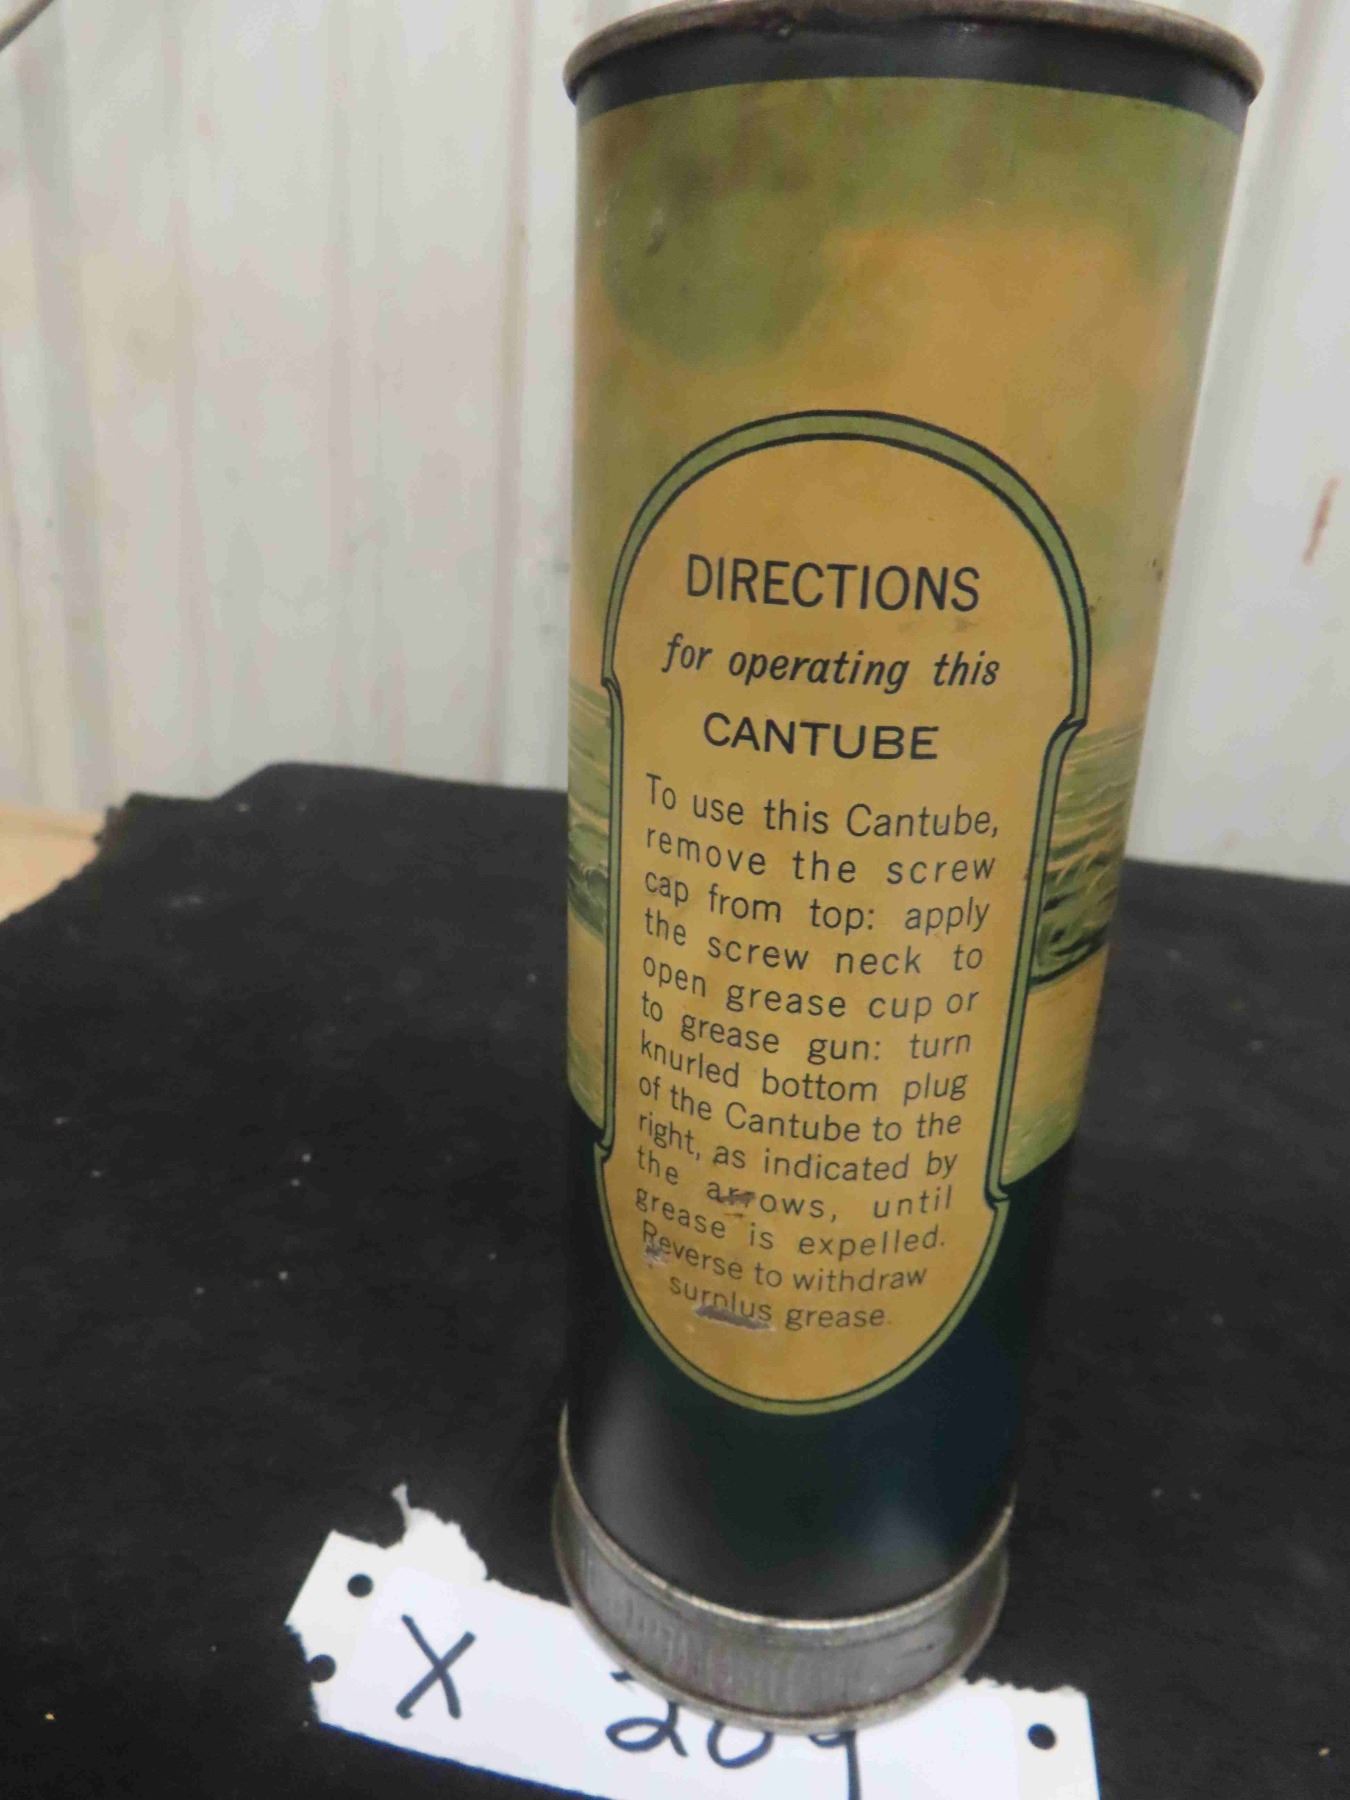 DIRECTIONS
for operating this
CANTUBE
To use this Cantube,
remove the screw
cap from top: apply
the screw neck to
open grease cup or
to grease gun: turn
knurled bottom plug
of the Cantube to the
right, as indicated by
the arrows, until
grease is expelled.
Reverse to withdraw
surplus grease.
X 209